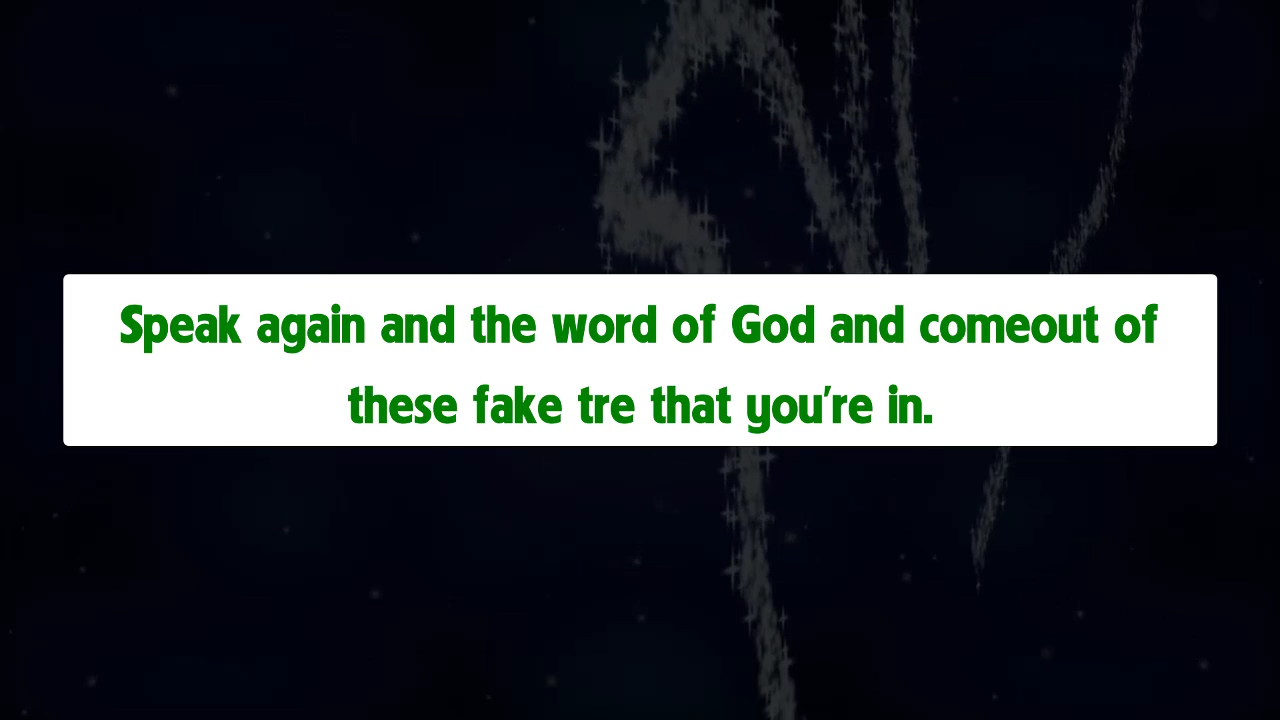 Speak again and the word of God and comeout of
these fake tre that you're in.